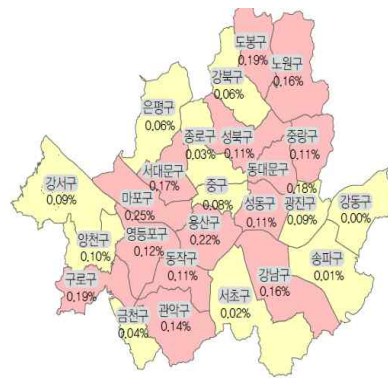 도봉구
0.19%
노원구
0.16%
강북구
0.06%
은평구
0.06%
종로구
0.03%
성북구
0.11%
중랑구
0.11%
서대문구
0.17%
동대문구
0.18%
강서구
0.09%
마포구
0.25%
중구
0.08%
성동구
0.11%
광진구
0.09%
강동구
0.00%
양천구
0.10%
영등포구
0.12%
용산구
0.22%
동작구
0.11%
송파구
0.01%
구로구
0.19%
강남구
0.16%
금천구
0.04%
관악구
0.14%
서초구
0.02%